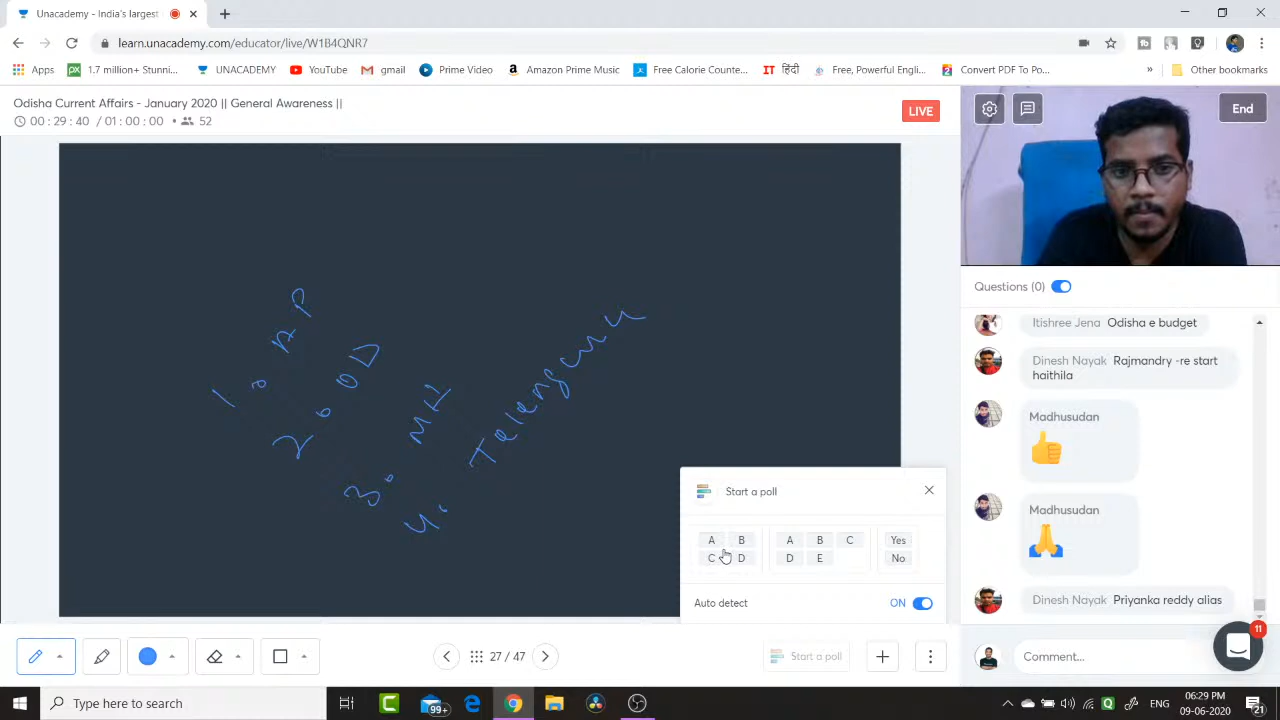 Unacademy - India's largest
learn.unacademy.com/educator/live/W1B4QNR7
Apps
1.7 million+ Stunni...
UNACADEMY
YouTube
gmail
Prime Video
Amazon Prime Music
Free Calorie Counte...
IT हिंदी
Free, Powerful Engli...
Convert PDF To Po...
»
Other bookmarks
Odisha Current Affairs - January 2020 || General Awareness ||
00 : 29 : 40 / 01 : 00 : 00 • 52
LIVE
End
1. AP
2. OD
3. MH
4. Telengana
Questions (0)
Itishree Jena Odisha e budget
Dinesh Nayak Rajmandry -re start
haithila
Madhusudan
Madhusudan
Dinesh Nayak Priyanka reddy alias
Start a poll
A B
C D
A B C
D E
Yes
No
Auto detect ON
27 / 47
Start a poll
Comment...
11
Type here to search
99+
06:29 PM
09-06-2020
21